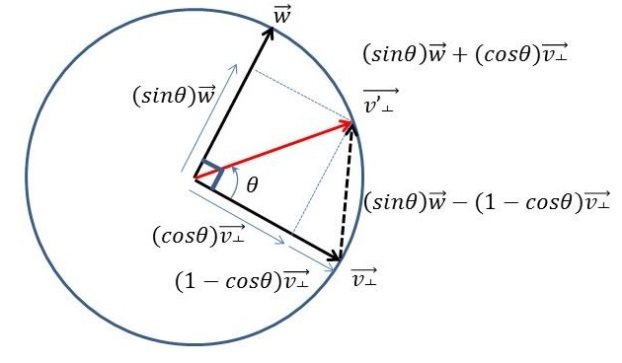 w⃗
(sinθ)w⃗ + (cosθ)v⊥⃗
(sinθ)w⃗
v'⊥⃗
θ
(sinθ)w⃗ − (1 − cosθ)v⊥⃗
(cosθ)v⊥⃗
(1 − cosθ)v⊥⃗
v⊥⃗